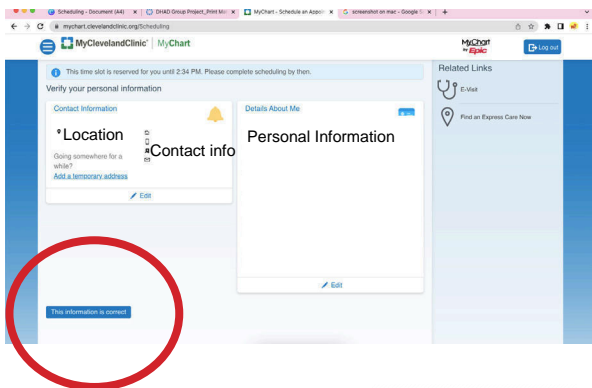 Scheduling - Document (A4)
DHAD Group Project_Print Ma
MyChart - Schedule an Appoin
screenshot on mac - Google S
mychart.clevelandclinic.org/Scheduling
MyClevelandClinic® MyChart
MyChart
by Epic
Log out
This time slot is reserved for you until 2:34 PM. Please complete scheduling by then.
Verify your personal information
Contact Information
Location
Contact info
Going somewhere for a
while?
Add a temporary address
Edit
Details About Me
Personal Information
Edit
This information is correct
Related Links
E-Visit
Find an Express Care Now